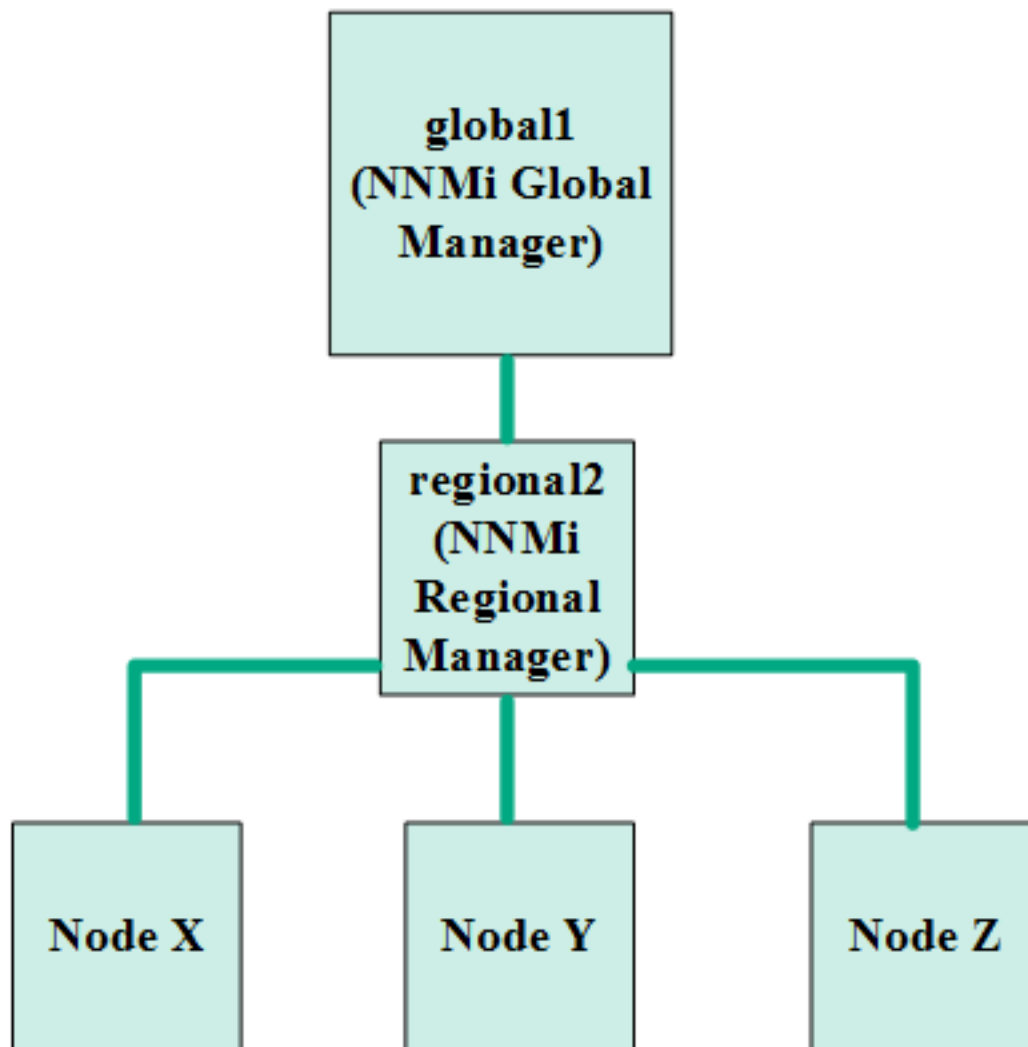 global1
(NNMi Global
Manager)
regional2
(NNMi
Regional
Manager)
Node X
Node Y
Node Z